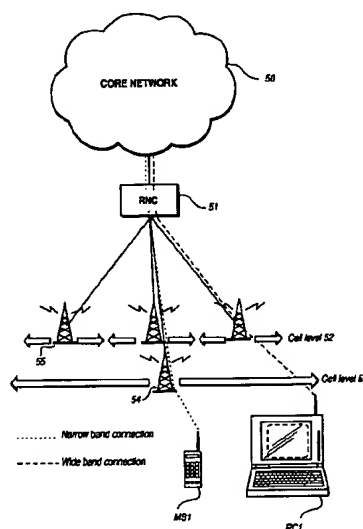 CORE NETWORK
50
RNC
51
55
Cell level 52
54
Cell level 5
Narrow band connection
Wide band connection
MS1
PC1